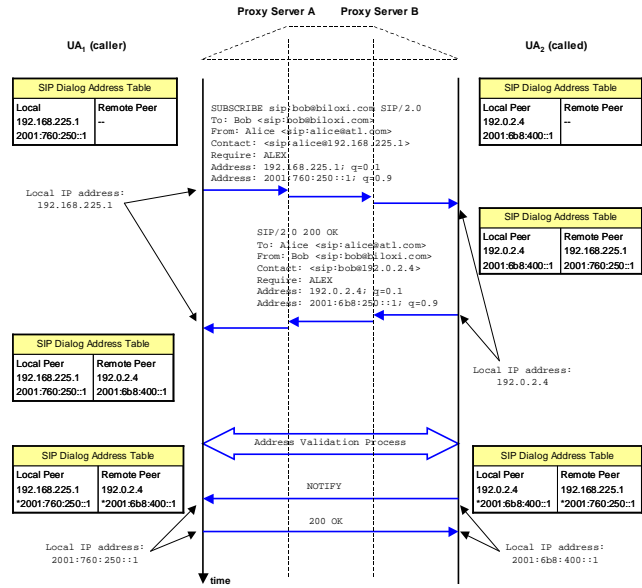 Proxy Server A
Proxy Server B
UA1 (caller)
UA2 (called)
SIP Dialog Address Table
Local
Remote Peer
192.168.225.1
--
2001:760:250::1
SIP Dialog Address Table
Local Peer
Remote Peer
192.0.2.4
--
2001:6b8:400::1
SUBSCRIBE sip:bob@biloxi.com SIP/2.0
To: Bob <sip:bob@biloxi.com>
From: Alice <sip:alice@atl.com>
Contact: <sip:alice@192.168.225.1>
Require: ALEX
Address: 192.168.225.1; q=0.1
Address: 2001:760:250::1; q=0.9
Local IP address:
192.168.225.1
SIP/2.0 200 OK
To: Alice <sip:alice@atl.com>
From: Bob <sip:bob@biloxi.com>
Contact: <sip:bob@192.0.2.4>
Require: ALEX
Address: 192.0.2.4; q=0.1
Address: 2001:6b8:250::1; q=0.9
SIP Dialog Address Table
Local Peer
Remote Peer
192.0.2.4
192.168.225.1
2001:6b8:400::1
2001:760:250::1
SIP Dialog Address Table
Local Peer
Remote Peer
192.168.225.1
192.0.2.4
2001:760:250::1
2001:6b8:400::1
Local IP address:
192.0.2.4
Address Validation Process
SIP Dialog Address Table
Local Peer
Remote Peer
192.168.225.1
192.0.2.4
*2001:760:250::1
*2001:6b8:400::1
SIP Dialog Address Table
Local Peer
Remote Peer
192.0.2.4
192.168.225.1
*2001:6b8:400::1
*2001:760:250::1
NOTIFY
200 OK
Local IP address:
2001:760:250::1
Local IP address:
2001:6b8:400::1
time